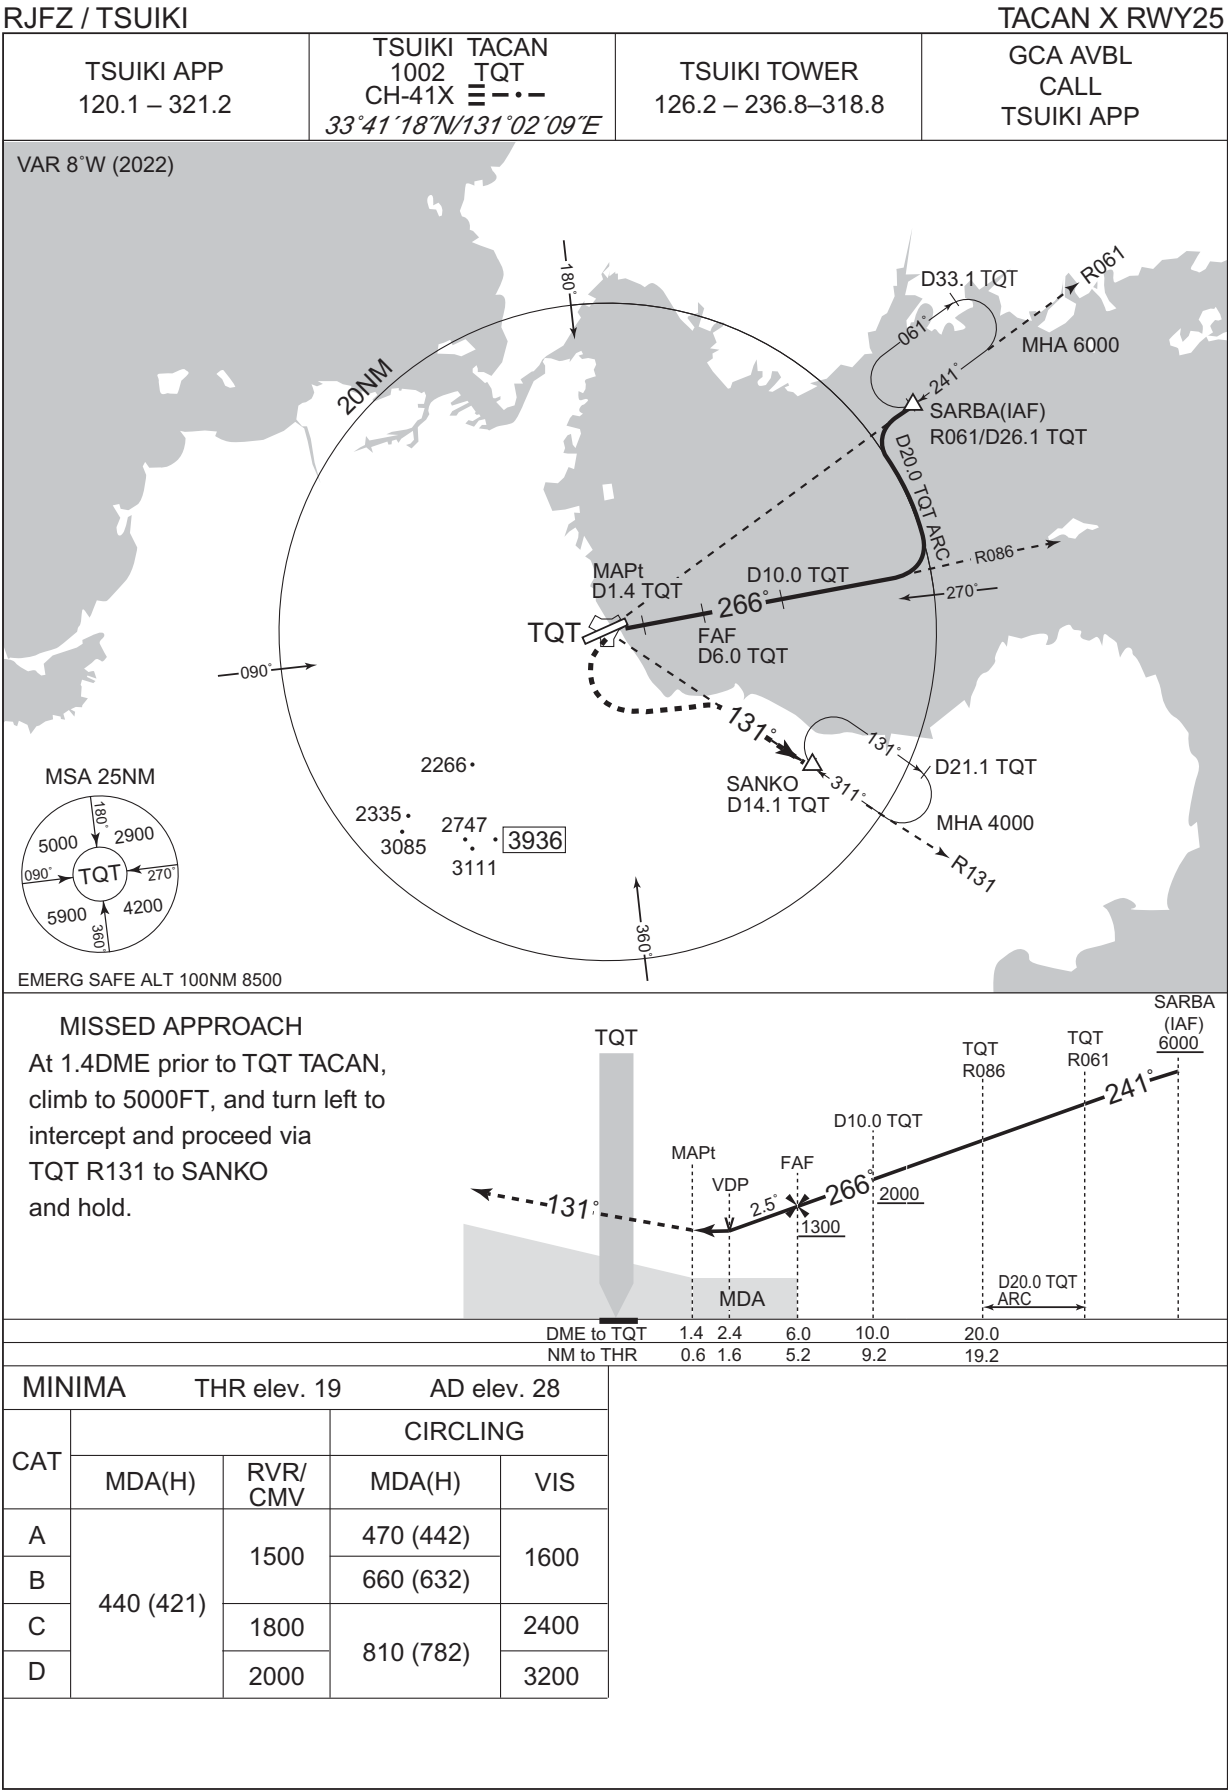 RJFZ / TSUIKI
TACAN X RWY25
TSUIKI APP
120.1 – 321.2
TSUIKI TACAN
1002 TQT
CH-41X
33°41´18˝N/131°02´09˝E
TSUIKI TOWER
126.2 – 236.8–318.8
GCA AVBL
CALL
TSUIKI APP
VAR 8°W (2022)
180°
20NM
D33.1 TQT
R061
061°
MHA 6000
241°
SARBA(IAF)
R061/D26.1 TQT
D20.0 TQT ARC
R086
270°
MAPt
D1.4 TQT
D10.0 TQT
266°
TQT
FAF
D6.0 TQT
090°
131°
131°
D21.1 TQT
SANKO
D14.1 TQT
311°
MHA 4000
R131
2266
2335
3085
2747
3111
3936
360°
MSA 25NM
180°
5000
2900
090°
TQT
270°
5900
4200
360°
EMERG SAFE ALT 100NM 8500
MISSED APPROACH
At 1.4DME prior to TQT TACAN,
climb to 5000FT, and turn left to
intercept and proceed via
TQT R131 to SANKO
and hold.
SARBA
(IAF)
6000
TQT
TQT
R061
TQT
R086
241°
D10.0 TQT
MAPt
FAF
VDP
266°
2.5°
2000
131°
1300
D20.0 TQT
ARC
MDA
DME to TQT 1.4 2.4 6.0 10.0 20.0
NM to THR 0.6 1.6 5.2 9.2 19.2
MINIMA THR elev. 19 AD elev. 28
CIRCLING
CAT
MDA(H)
RVR/
CMV
MDA(H)
VIS
A
470 (442)
1500
1600
B
660 (632)
440 (421)
C
1800
2400
810 (782)
D
2000
3200